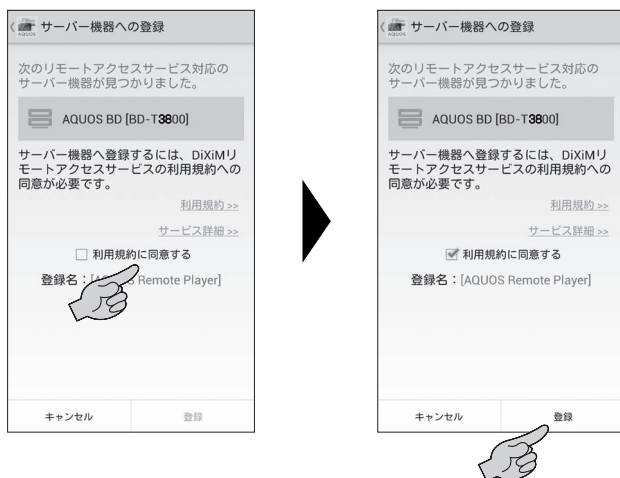 サーバー機器への登録
次のリモートアクセスサービス対応の
サーバー機器が見つかりました。
AQUOS BD [BD-T3800]
サーバー機器へ登録するには、DiXiMリ
モートアクセスサービスの利用規約への
同意が必要です。
利用規約 >>
サービス詳細 >>
利用規約に同意する
登録名：[A S Remote Player]
キャンセル 登録
サーバー機器への登録
次のリモートアクセスサービス対応の
サーバー機器が見つかりました。
AQUOS BD [BD-T3800]
サーバー機器へ登録するには、DiXiMリ
モートアクセスサービスの利用規約への
同意が必要です。
利用規約 >>
サービス詳細 >>
利用規約に同意する
登録名：[AQUOS Remote Player]
キャンセル 登録